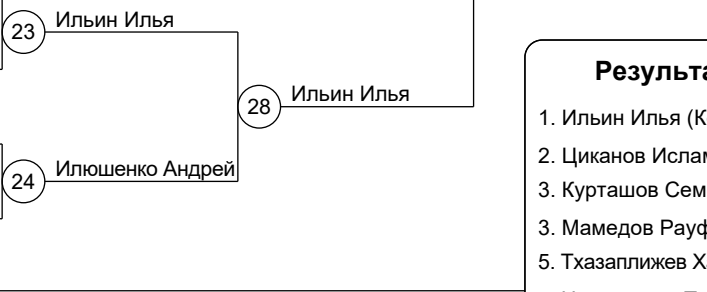 23
Ильин Илья
28
Ильин Илья
24
Илюшенко Андрей
1. Ильин Илья
2. Циканов
3. Курташов
3. Мамедов
5. Тхазаплижев